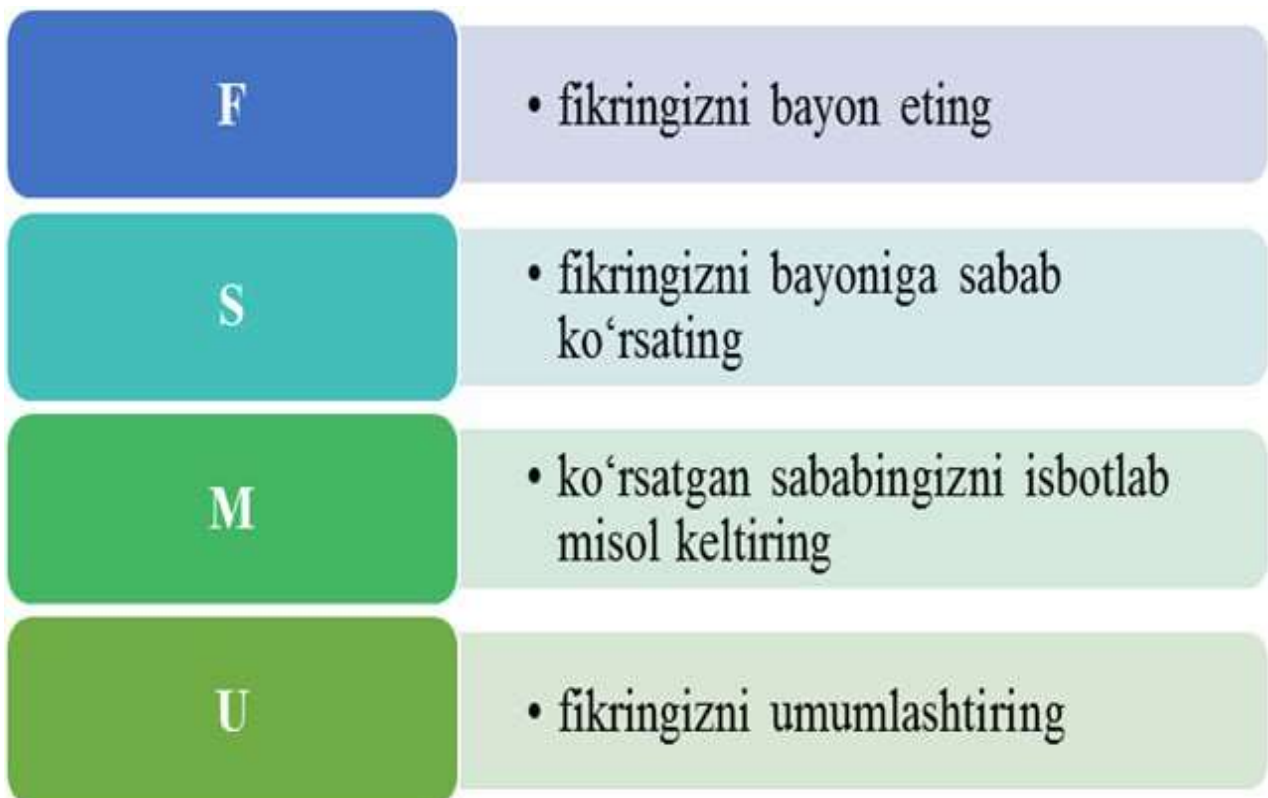 F
• fikringizni bayon eting
S
• fikringizni bayoniga sabab
ko‘rsating
M
• ko‘rsatgan sababingizni isbotlab
misol keltiring
U
• fikringizni umumlashtiring